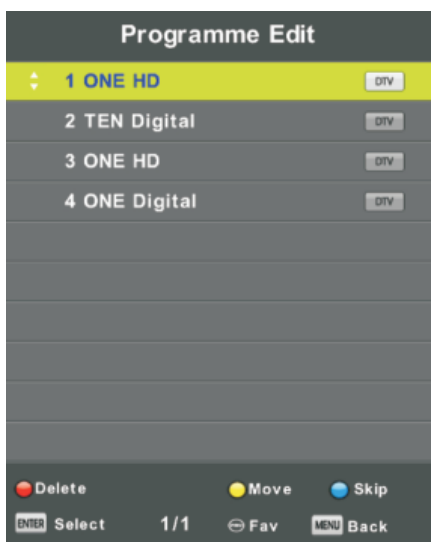 Programme Edit
1 ONE HD DTV
2 TEN Digital DTV
3 ONE HD DTV
4 ONE Digital DTV
Delete Move Skip
ENTER Select 1/1 Fav MENU Back